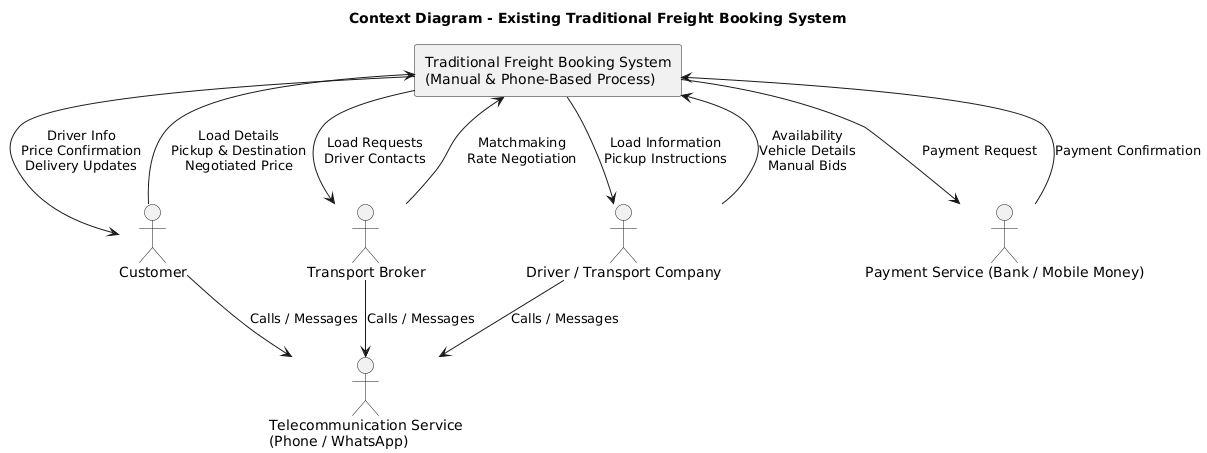 Context Diagram - Existing Traditional Freight Booking System
Traditional Freight Booking System
(Manual & Phone-Based Process)
Driver Info
Price Confirmation
Delivery Updates
Load Details
Pickup & Destination
Negotiated Price
Load Requests
Driver Contacts
Matchmaking
Rate Negotiation
Load Information
Pickup Instructions
Availability
Vehicle Details
Manual Bids
Payment Request
Payment Confirmation
Customer
Transport Broker
Driver / Transport Company
Payment Service (Bank / Mobile Money)
Calls / Messages
Calls / Messages
Calls / Messages
Telecommunication Service
(Phone / WhatsApp)